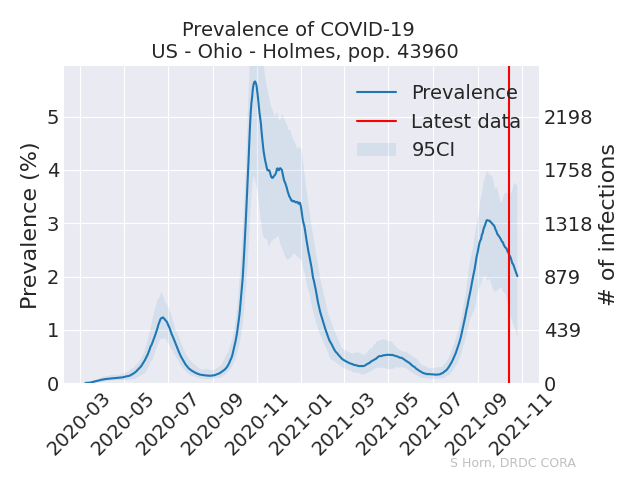 Prevalence of COVID-19
US - Ohio - Holmes, pop. 43960
Prevalence
Latest data
95CI
Prevalence (%)
5
4
3
2
1
0
2198
1758
1318
879
439
0
# of infections
2020-03
2020-05
2020-07
2020-09
2020-11
2021-01
2021-03
2021-05
2021-07
2021-09
2021-11
S Horn, DRDC CORA